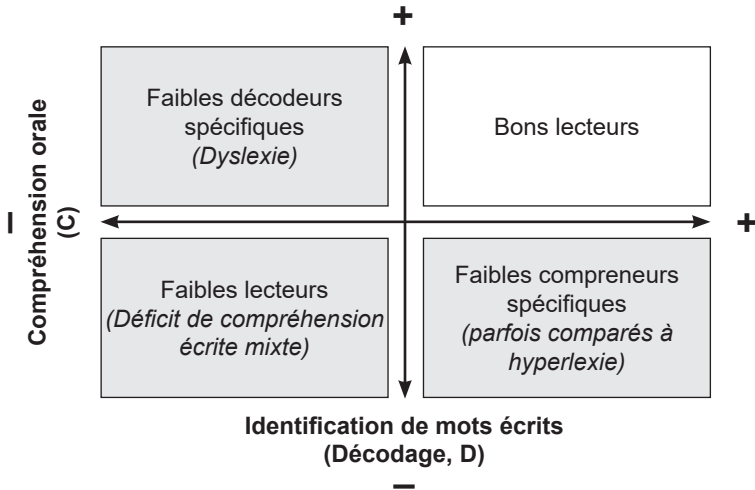 +
Faibles décodeurs
spécifiques
(Dyslexie)
Bons lecteurs
Compréhension orale
(C)
–
+
Faibles lecteurs
(Déficit de compréhension
écrite mixte)
Faibles compreneurs
spécifiques
(parfois comparés à
hyperlexie)
Identification de mots écrits
(Décodage, D)
–